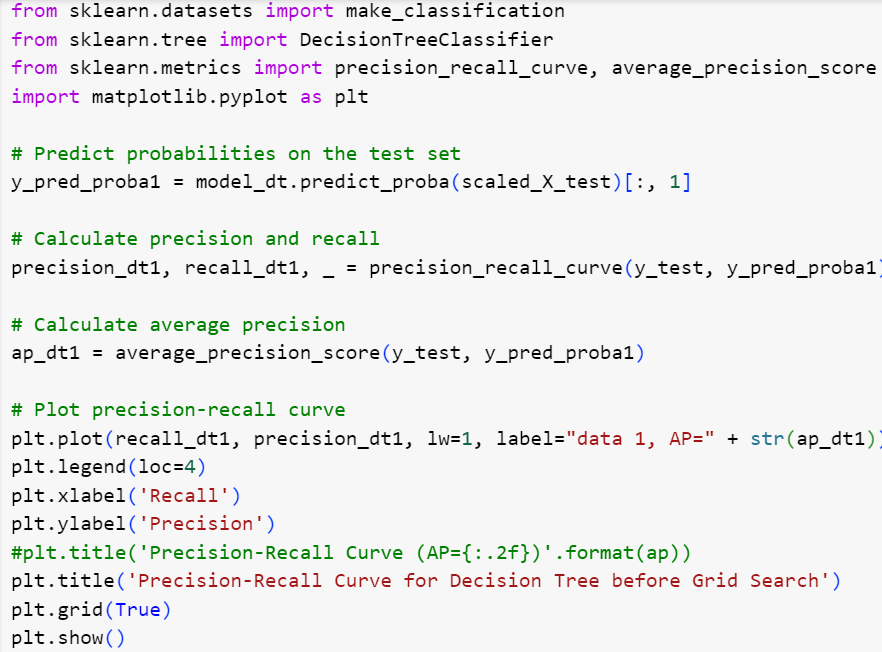 from sklearn.datasets import make_classification
from sklearn.tree import DecisionTreeClassifier
from sklearn.metrics import precision_recall_curve, average_precision_score
import matplotlib.pyplot as plt
# Predict probabilities on the test set
y_pred_proba1 = model_dt.predict_proba(scaled_X_test)[:, 1]
# Calculate precision and recall
precision_dt1, recall_dt1, _ = precision_recall_curve(y_test, y_pred_proba1)
# Calculate average precision
ap_dt1 = average_precision_score(y_test, y_pred_proba1)
# Plot precision-recall curve
plt.plot(recall_dt1, precision_dt1, lw=1, label="data 1, AP=" + str(ap_dt1))
plt.legend(loc=4)
plt.xlabel('Recall')
plt.ylabel('Precision')
#plt.title('Precision-Recall Curve (AP={:.2f})'.format(ap))
plt.title('Precision-Recall Curve for Decision Tree before Grid Search')
plt.grid(True)
plt.show()